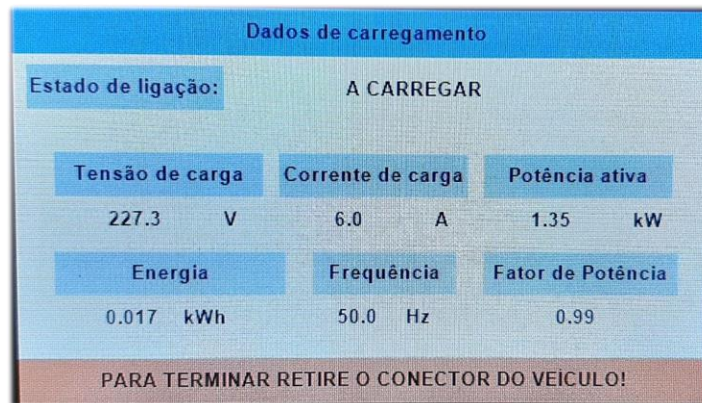 Dados de carregamento
Estado de ligação: A CARREGAR
Tensão de carga Corrente de carga Potência ativa
227.3 V 6.0 A 1.35 kW
Energia Frequência Fator de Potência
0.017 kWh 50.0 Hz 0.99
PARA TERMINAR RETIRE O CONECTOR DO VEÍCULO!